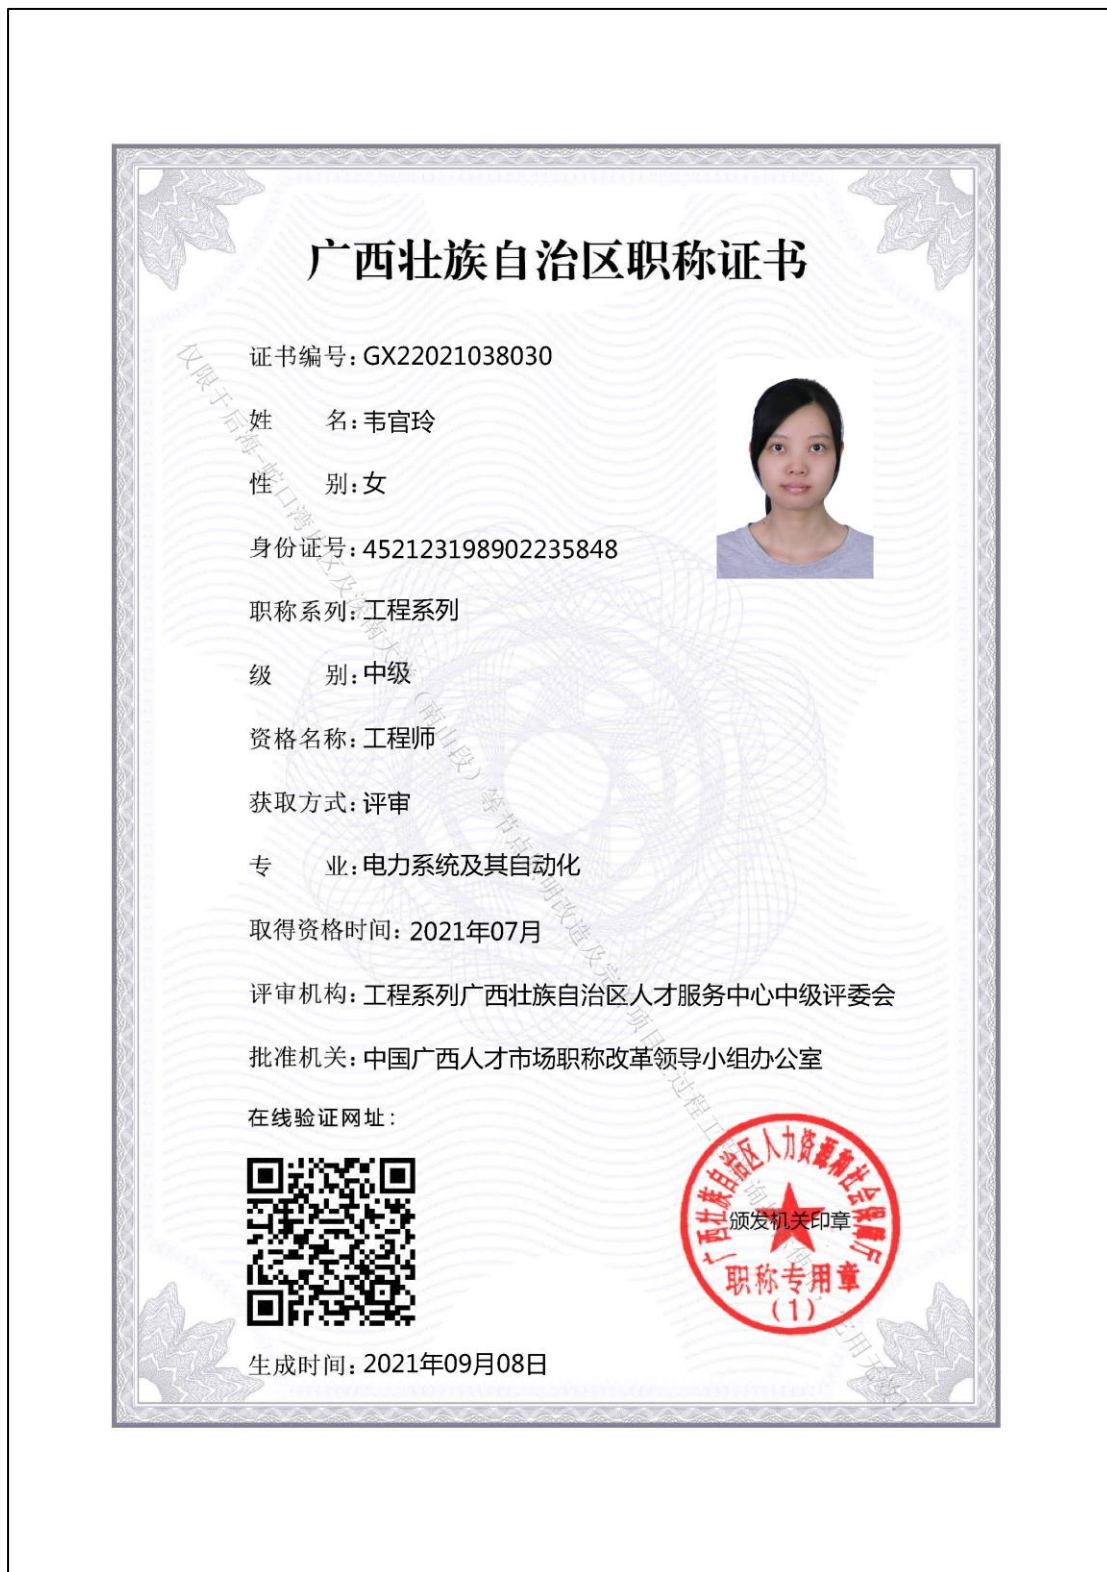 广西壮族自治区职称证书
证书编号：GX22021038030
姓 名：韦官玲
性 别：女
身份证号：452123198902235848
职称系列：工程系列
级 别：中级
资格名称：工程师
获取方式：评审
专 业：电力系统及其自动化
取得资格时间：2021年07月
评审机构：工程系列广西壮族自治区人才服务中心中级评委会
批准机关：中国广西人才市场职称改革领导小组办公室
在线验证网址：
广西壮族自治区人力资源和社会保障厅
颁发机关印章
职称专用章
（1）
生成时间：2021年09月08日